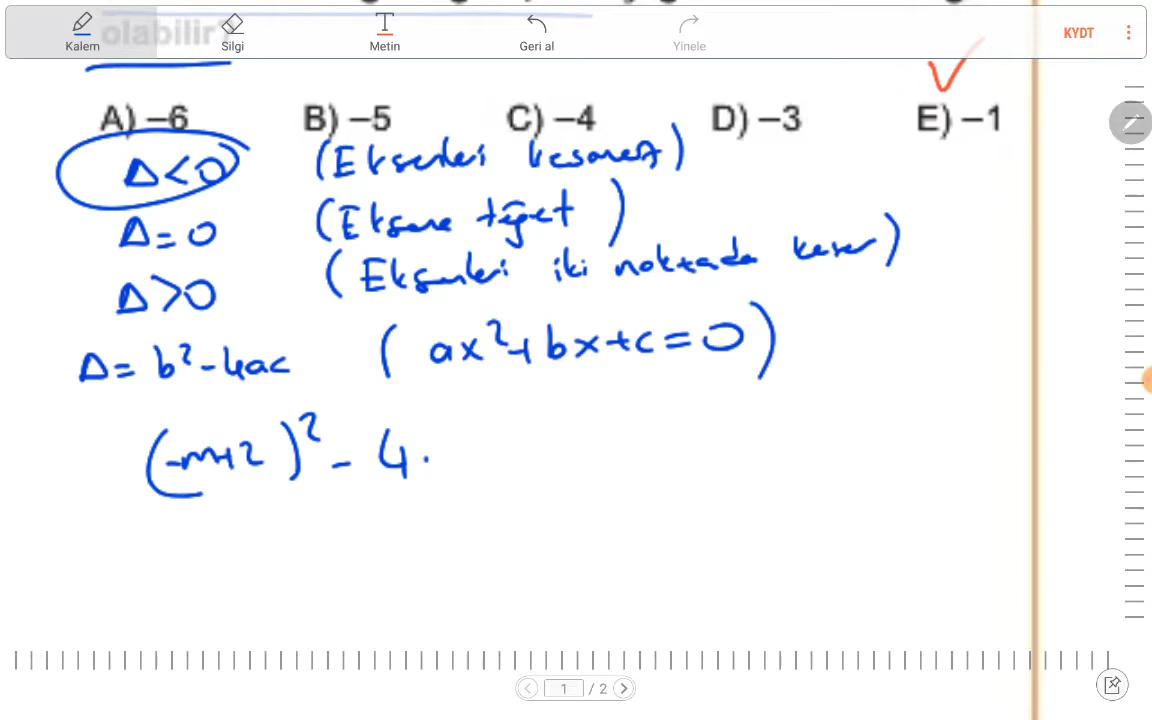 Kalem Silgi Metin Geri al Yinele KYDT
olabilir?
A) –6 B) –5 C) –4 D) –3 E) –1
Δ<0 (Eksenleri kesmez)
Δ=0 (Eksene teğet)
Δ>0 (Eksenleri iki noktada keser)
Δ= b²-4ac (ax²+bx+c=0)
(-m+2)²-4.
1 / 2